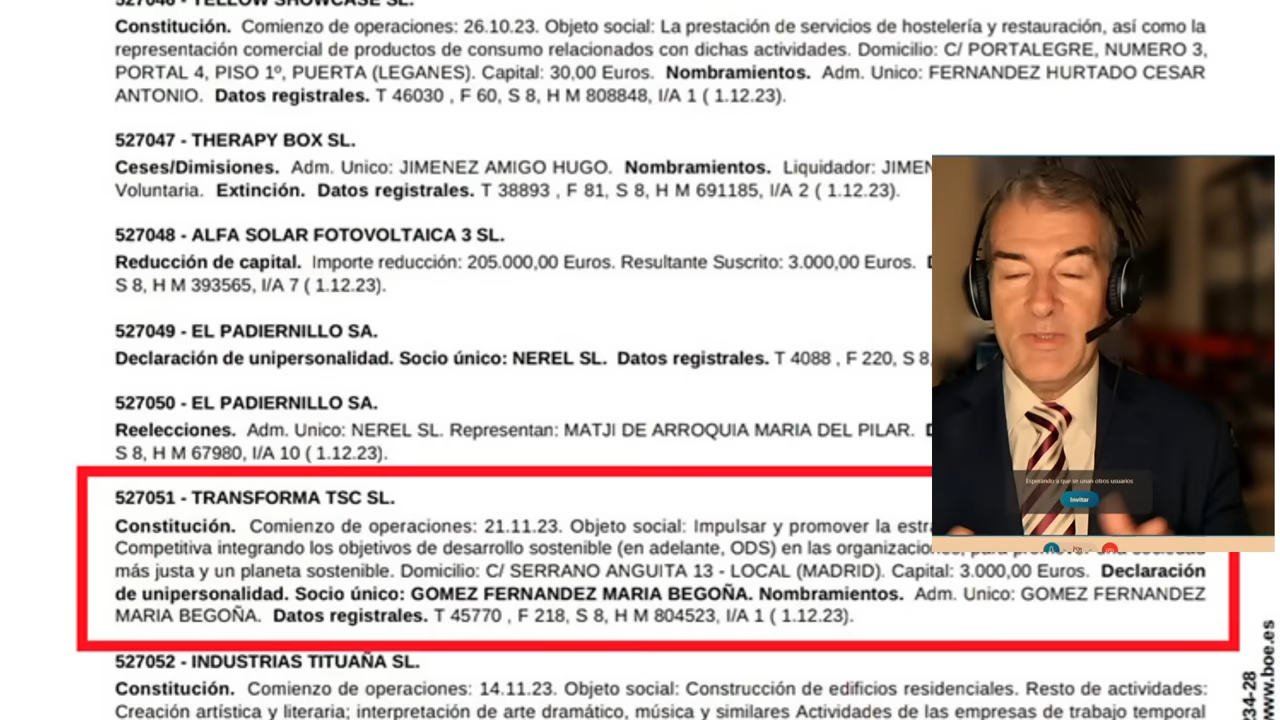 527046 - YELLOW SHOWCASE SL.
Constitución. Comienzo de operaciones: 26.10.23. Objeto social: La prestación de servicios de hostelería y restauración, así como la
representación comercial de productos de consumo relacionados con dichas actividades. Domicilio: C/ PORTALEGRE, NUMERO 3,
PORTAL 4, PISO 1º, PUERTA (LEGANES). Capital: 30,00 Euros. Nombramientos. Adm. Unico: FERNANDEZ HURTADO CESAR
ANTONIO. Datos registrales. T 46030 , F 60, S 8, H M 808848, I/A 1 ( 1.12.23).
527047 - THERAPY BOX SL.
Ceses/Dimisiones. Adm. Unico: JIMENEZ AMIGO HUGO. Nombramientos. Liquidador: JIMEN
Voluntaria. Extinción. Datos registrales. T 38893 , F 81, S 8, H M 691185, I/A 2 ( 1.12.23).
527048 - ALFA SOLAR FOTOVOLTAICA 3 SL.
Reducción de capital. Importe reducción: 205.000,00 Euros. Resultante Suscrito: 3.000,00 Euros.
S 8, H M 393565, I/A 7 ( 1.12.23).
527049 - EL PADIERNILLO SA.
Declaración de unipersonalidad. Socio único: NEREL SL. Datos registrales. T 4088 , F 220, S 8,
527050 - EL PADIERNILLO SA.
Reelecciones. Adm. Unico: NEREL SL. Representan: MATJI DE ARROQUIA MARIA DEL PILAR.
S 8, H M 67980, I/A 10 ( 1.12.23).
527051 - TRANSFORMA TSC SL.
Constitución. Comienzo de operaciones: 21.11.23. Objeto social: Impulsar y promover la estra
Competitiva integrando los objetivos de desarrollo sostenible (en adelante, ODS) en las organizaciones, para
más justa y un planeta sostenible. Domicilio: C/ SERRANO ANGUITA 13 - LOCAL (MADRID). Capital: 3.000,00 Euros. Declaración
de unipersonalidad. Socio único: GOMEZ FERNANDEZ MARIA BEGOÑA. Nombramientos. Adm. Unico: GOMEZ FERNANDEZ
MARIA BEGOÑA. Datos registrales. T 45770 , F 218, S 8, H M 804523, I/A 1 ( 1.12.23).
527052 - INDUSTRIAS TITUAÑA SL.
Constitución. Comienzo de operaciones: 14.11.23. Objeto social: Construcción de edificios residenciales. Resto de actividades:
Creación artística y literaria; interpretación de arte dramático, música y similares Actividades de las empresas de trabajo temporal
Esperando a que se unan otros usuarios
Invitar
234-28
www.boe.es